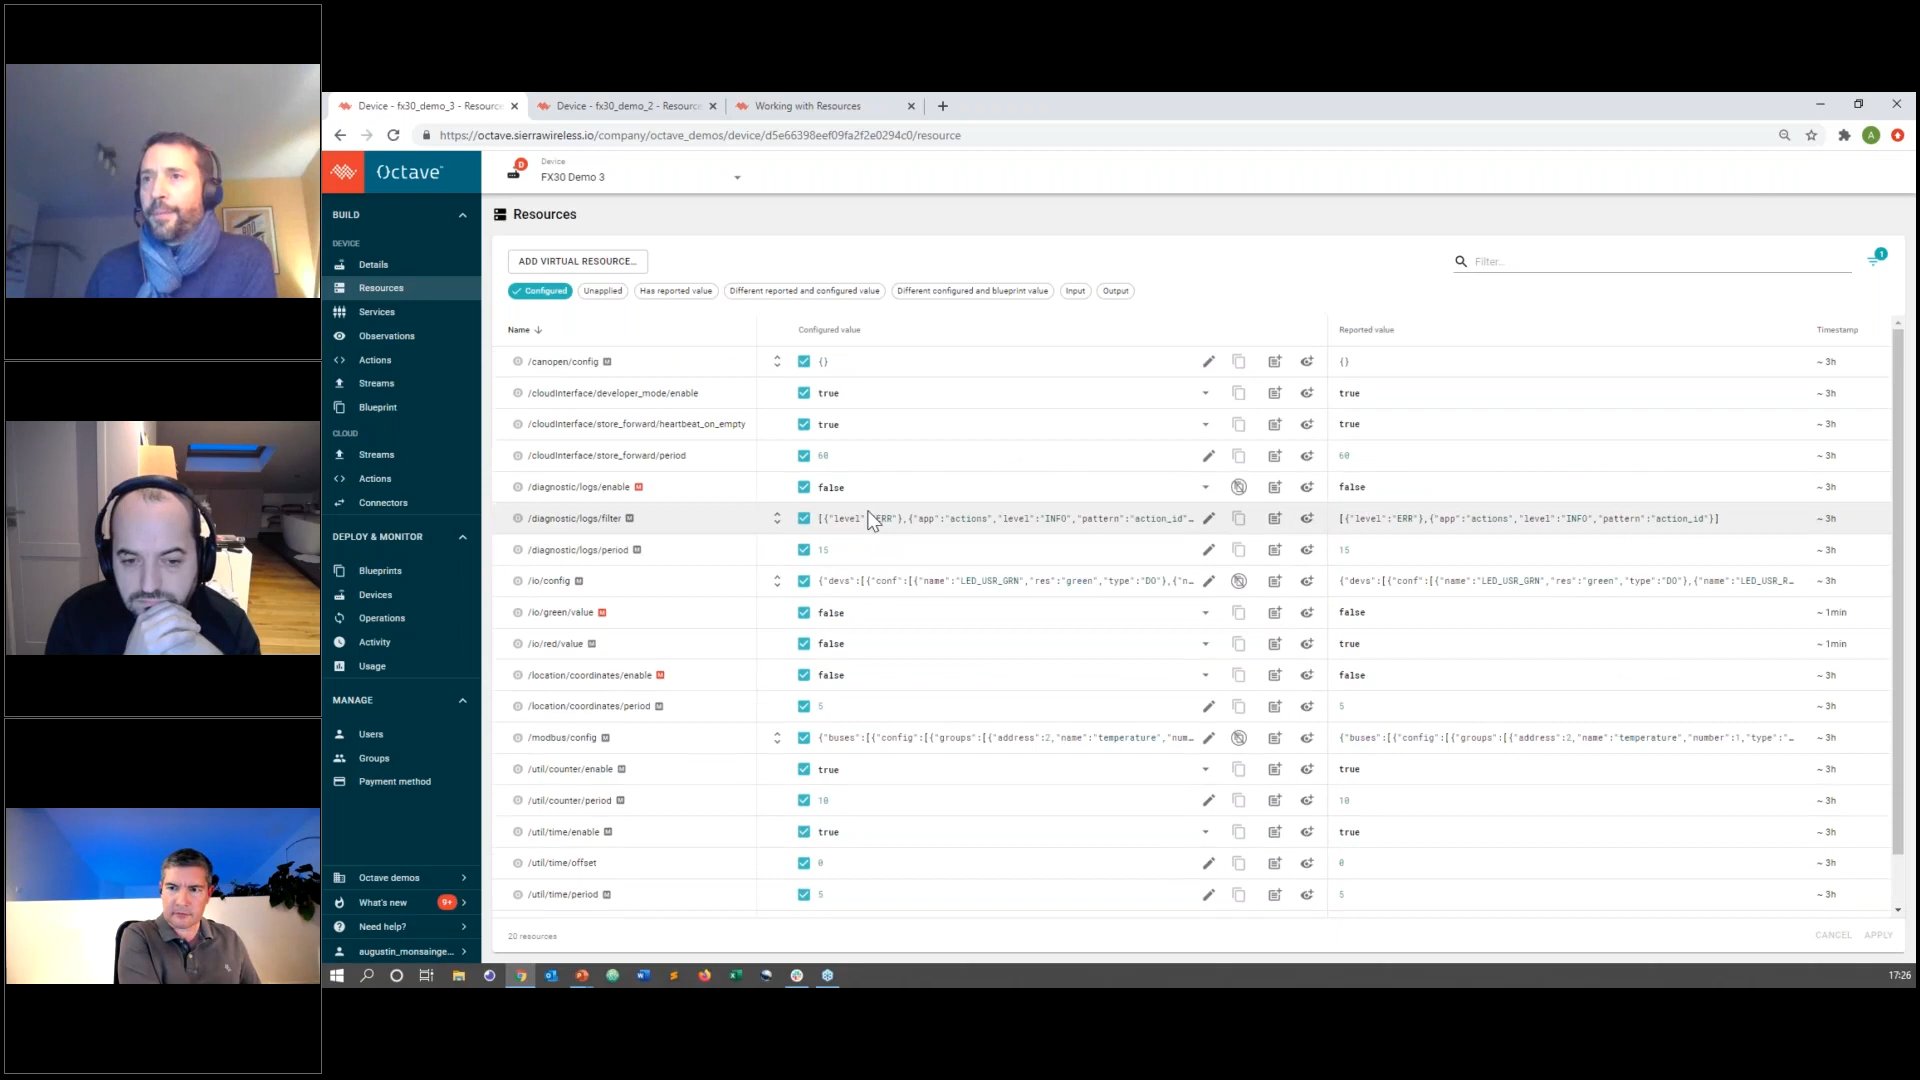 Device - fx30_demo_3 - Resource
Device - fx30_demo_2 - Resourc
Working with Resources
https://octave.sierrawireless.io/company/octave_demos/device/d5e66398eef09fa2f2e0294c0/resource
A
Octave
D
Device
FX30 Demo 3
BUILD
DEVICE
Details
Resources
Services
Observations
Actions
Streams
Blueprint
CLOUD
Streams
Actions
Connectors
DEPLOY & MONITOR
Blueprints
Devices
Operations
Activity
Usage
MANAGE
Users
Groups
Payment method
Octave demos
What's new 9+
Need help?
augustin_monsainge...
Resources
ADD VIRTUAL RESOURCE...
Filter...
1
Configured Unapplied Has reported value Different reported and configured value Different configured and blueprint value Input Output
Name Configured value Reported value Timestamp
/canopen/config M {} {} ~ 3h
/cloudInterface/developer_mode/enable true true ~ 3h
/cloudInterface/store_forward/heartbeat_on_empty true true ~ 3h
/cloudInterface/store_forward/period 60 60 ~ 3h
/diagnostic/logs/enable M false false ~ 3h
/diagnostic/logs/filter M [{"level":"ERR"},{"app":"actions","level":"INFO","pattern":"action_id"... [{"level":"ERR"},{"app":"actions","level":"INFO","pattern":"action_id"}] ~ 3h
/diagnostic/logs/period M 15 15 ~ 3h
/io/config M {"devs":[{"conf":[{"name":"LED_USR_GRN","res":"green","type":"DO"},{"n... {"devs":[{"conf":[{"name":"LED_USR_GRN","res":"green","type":"DO"},{"name":"LED_USR_R... ~ 3h
/io/green/value M false false ~ 1min
/io/red/value M false true ~ 1min
/location/coordinates/enable M false false ~ 3h
/location/coordinates/period M 5 5 ~ 3h
/modbus/config M {"buses":[{"config":[{"groups":[{"address":2,"name":"temperature","num... {"buses":[{"config":[{"groups":[{"address":2,"name":"temperature","number":1,"type":"... ~ 3h
/util/counter/enable M true true ~ 3h
/util/counter/period M 10 10 ~ 3h
/util/time/enable M true true ~ 3h
/util/time/offset 0 0 ~ 3h
/util/time/period M 5 5 ~ 3h
20 resources
CANCEL APPLY
17:26